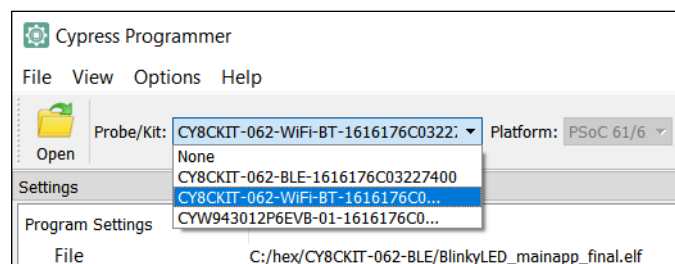 Cypress Programmer
File View Options Help
Open
Probe/Kit: CY8CKIT-062-WiFi-BT-1616176C0322 Platform: PSoC 61/6
None
CY8CKIT-062-BLE-1616176C03227400
CY8CKIT-062-WiFi-BT-1616176C0...
CYW943012P6EVB-01-1616176C0...
Settings
Program Settings
File C:/hex/CY8CKIT-062-BLE/BlinkyLED_mainapp_final.elf